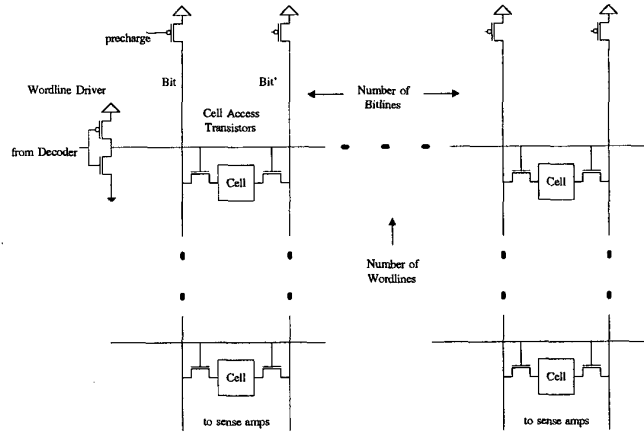 precharge
Bit
Bit'
Number of
Bitlines
Wordline Driver
Cell Access
Transistors
from Decoder
Cell
Cell
Number of
Wordlines
Cell
Cell
to sense amps
to sense amps